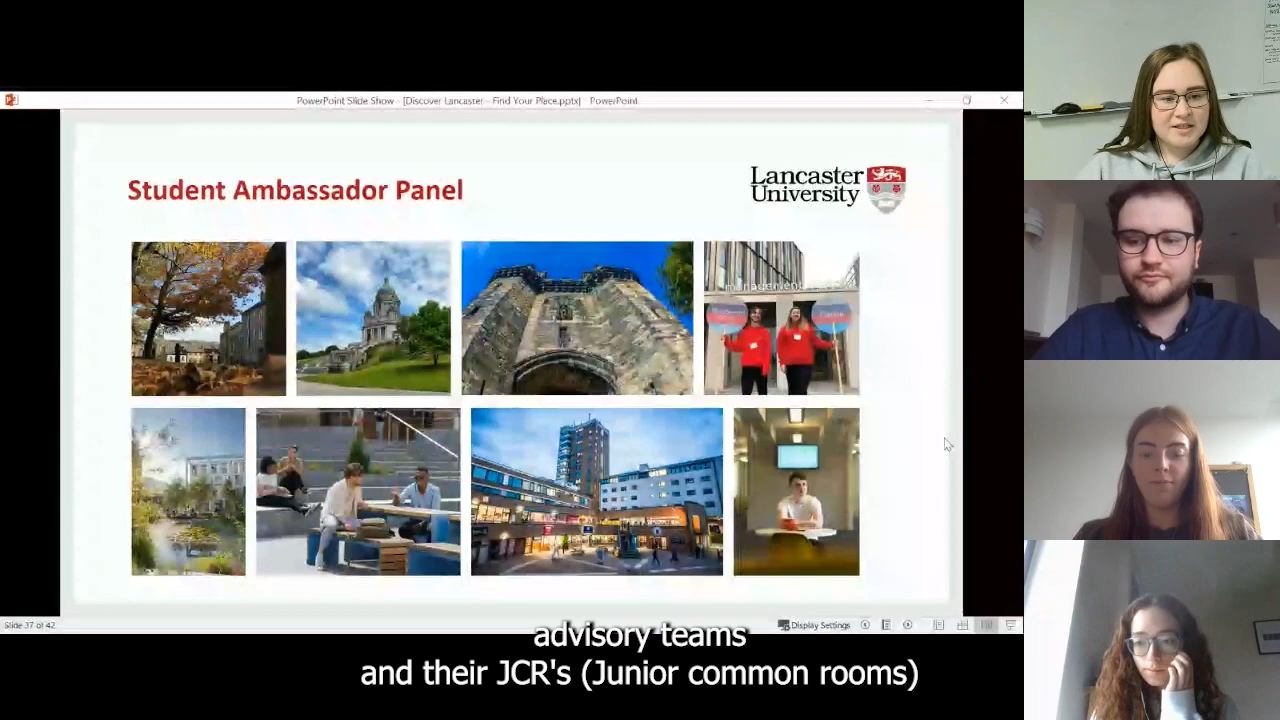 PowerPoint Slide Show - [Discover Lancaster - Find Your Place.pptx] - PowerPoint
Student Ambassador Panel
Lancaster
University
management
Slide 37 of 42
Display Settings
advisory teams
and their JCR's (Junior common rooms)